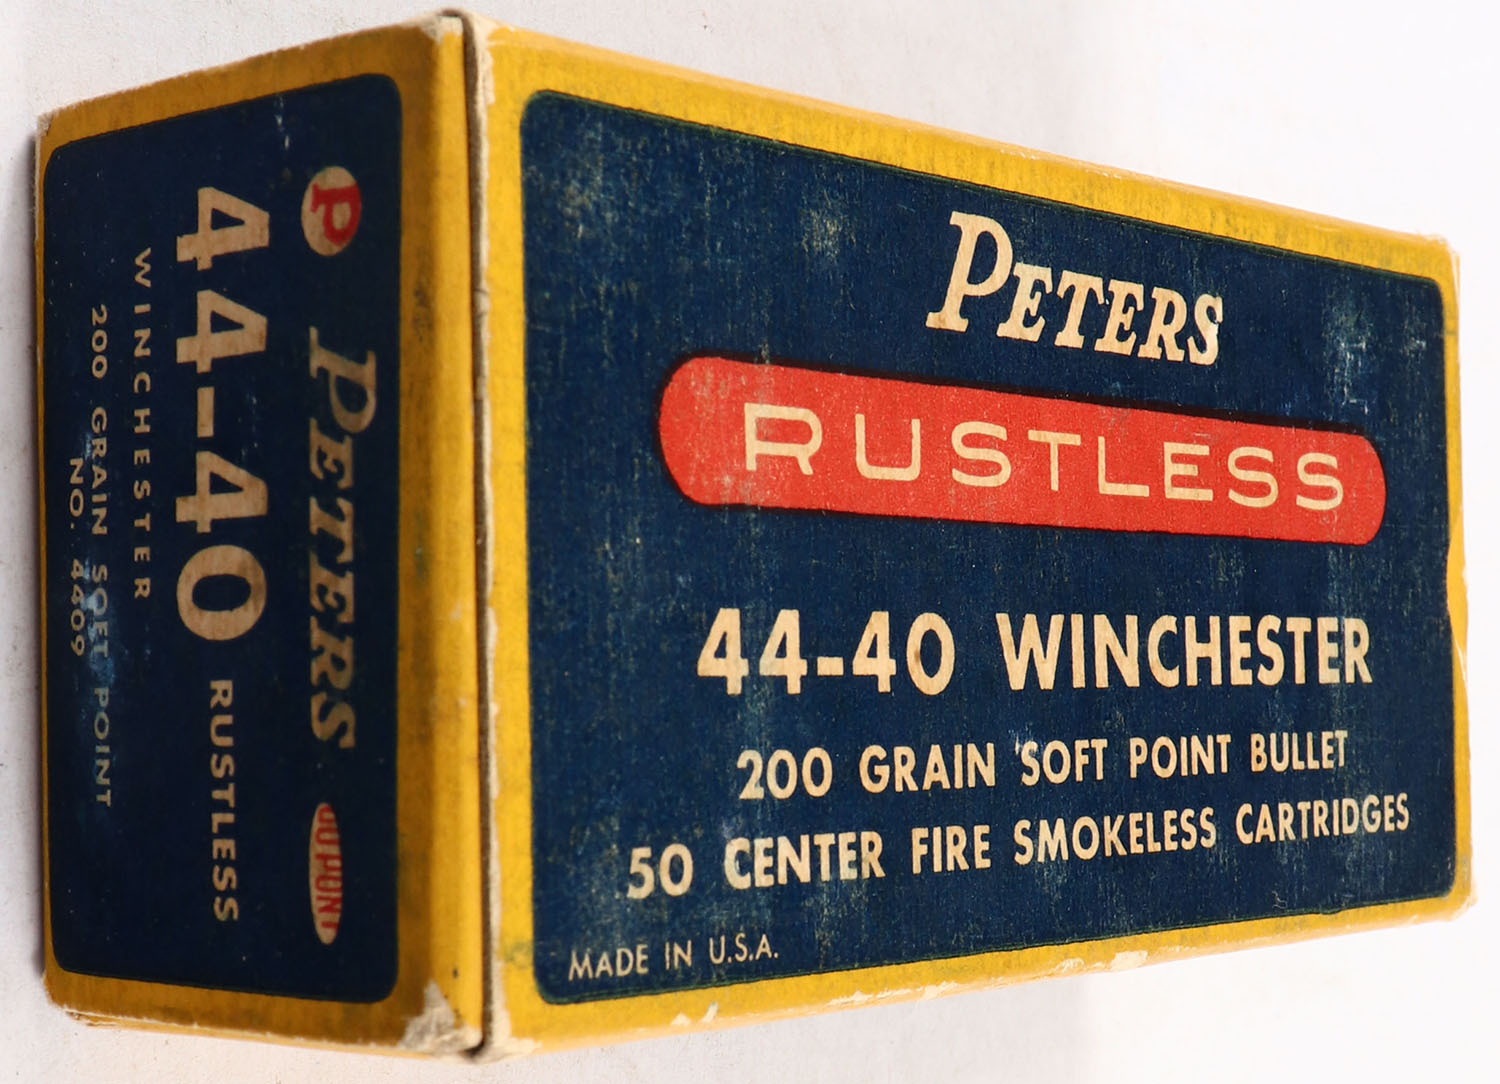 PETERS
RUSTLESS
44-40 WINCHESTER
200 GRAIN SOFT POINT BULLET
50 CENTER FIRE SMOKELESS CARTRIDGES
MADE IN U.S.A.
P PETERS DUPONT
44-40 RUSTLESS
WINCHESTER
200 GRAIN SOFT POINT
NO. 4409